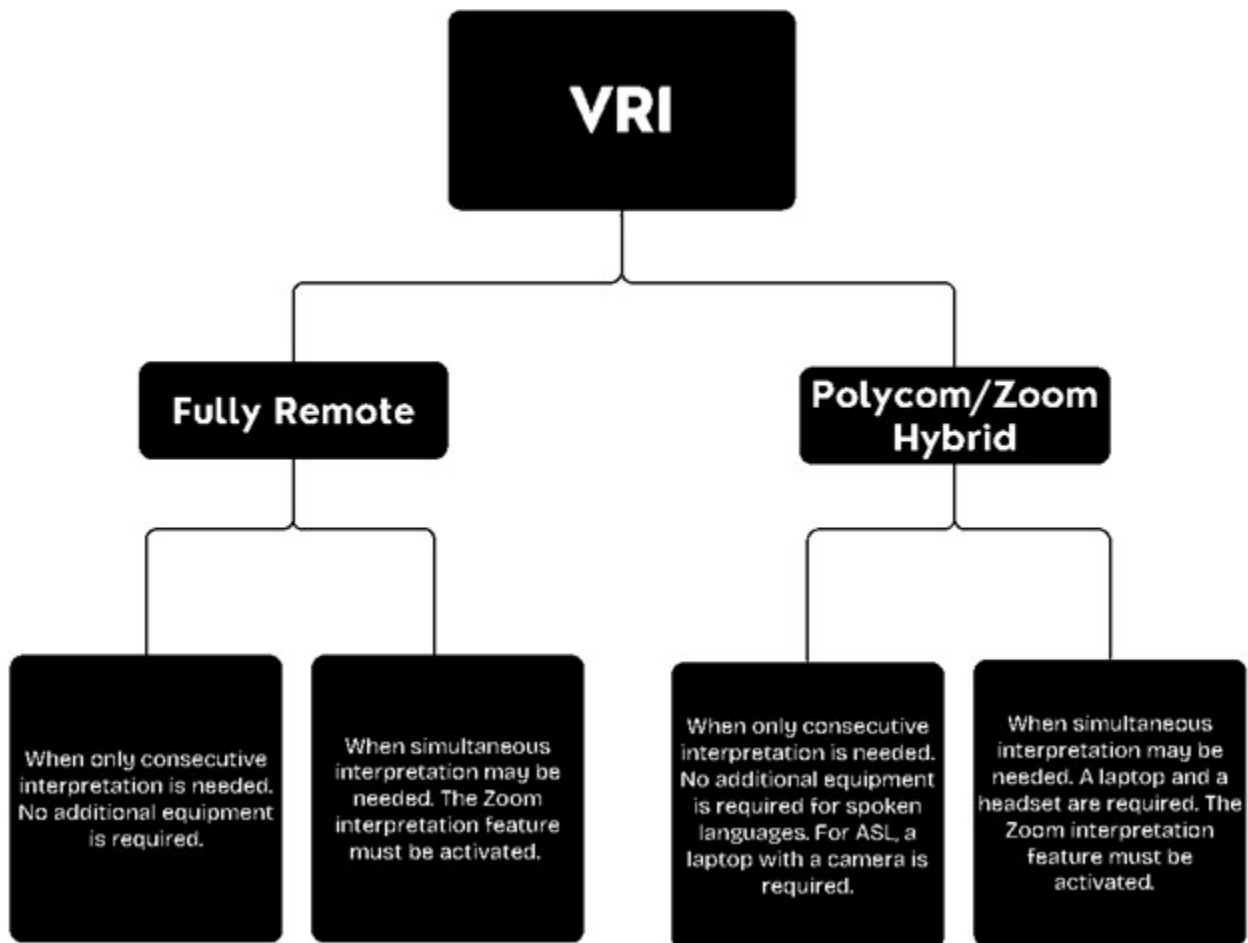 VRI
Fully Remote
Polycom/Zoom
Hybrid
When only consecutive
interpretation is needed.
No additional equipment
is required.
When simultaneous
interpretation may be
needed. The Zoom
interpretation feature
must be activated.
When only consecutive
interpretation is needed.
No additional equipment
is required for spoken
languages. For ASL, a
laptop with a camera is
required.
When simultaneous
interpretation may be
needed. A laptop and a
headset are required. The
Zoom interpretation
feature must be
activated.